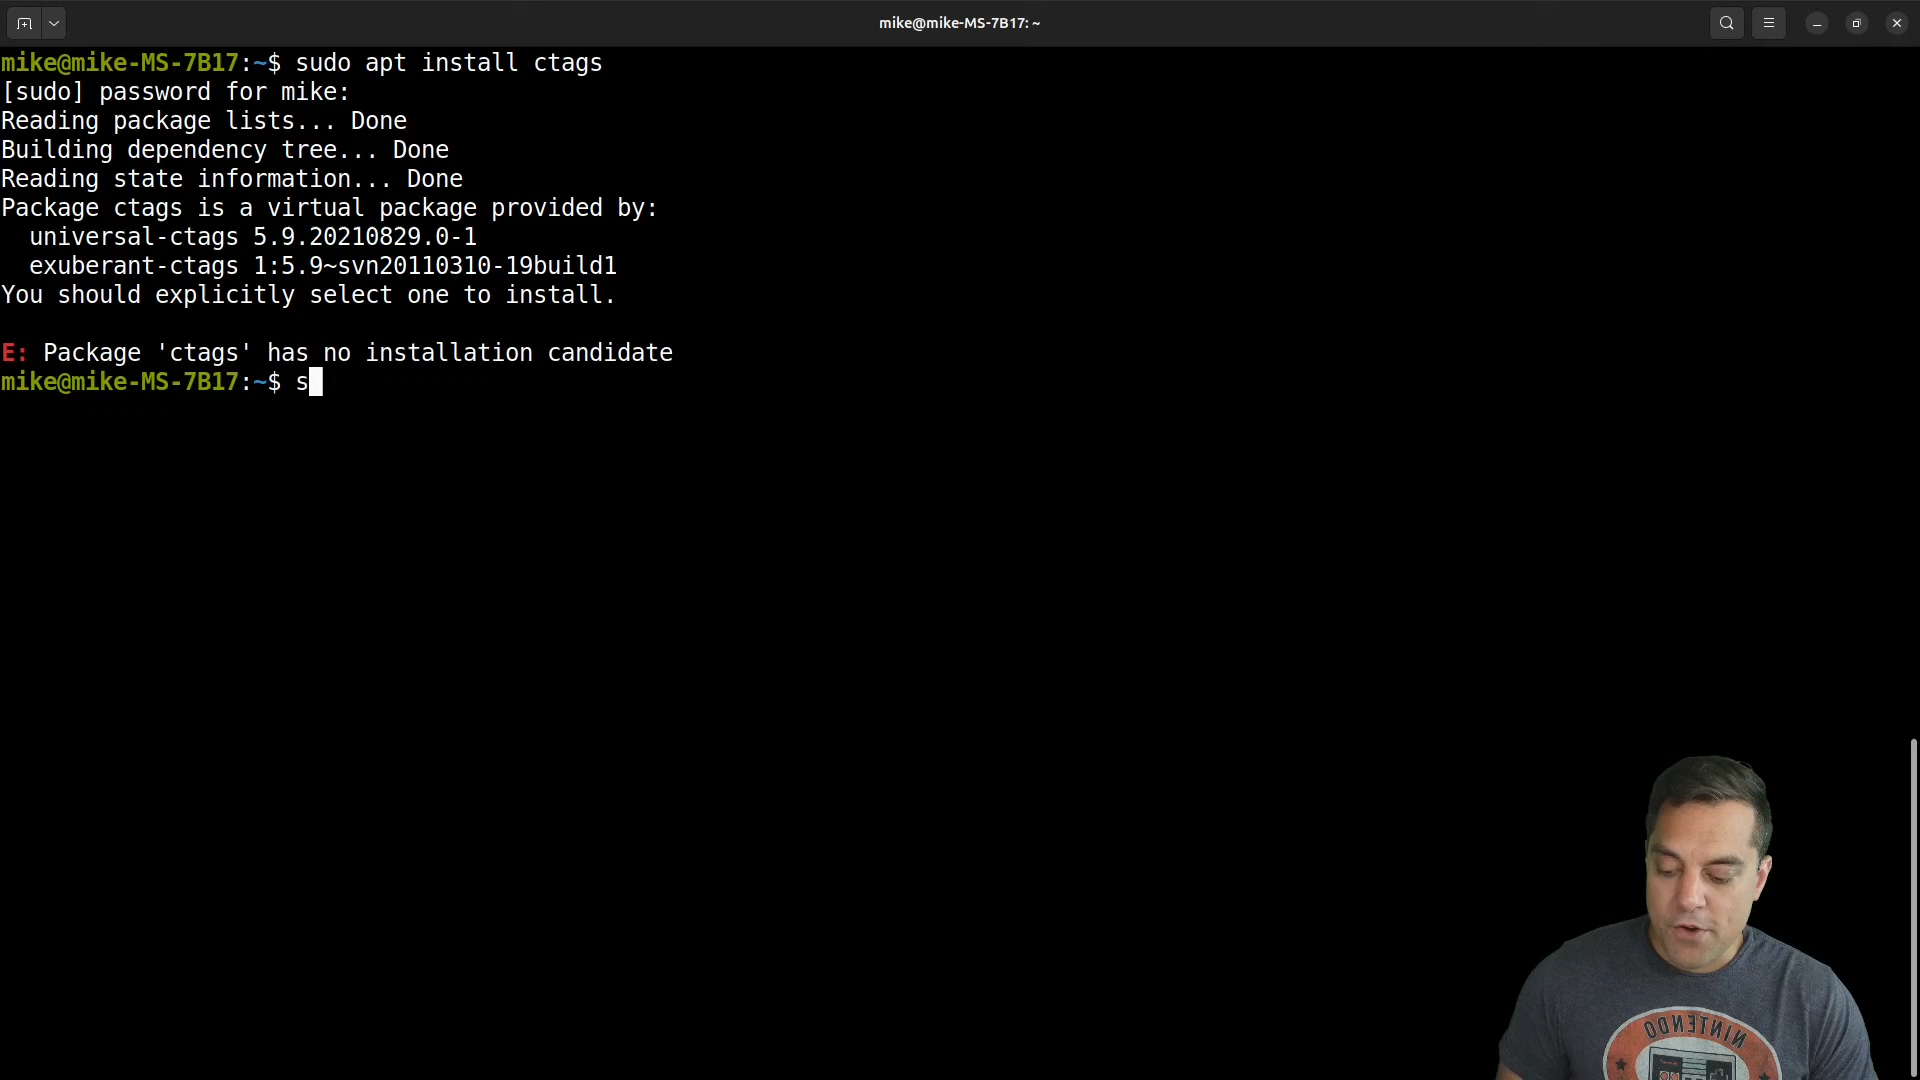 mike@mike-MS-7B17: ~
mike@mike-MS-7B17:~$ sudo apt install ctags
[sudo] password for mike:
Reading package lists... Done
Building dependency tree... Done
Reading state information... Done
Package ctags is a virtual package provided by:
  universal-ctags 5.9.20210829.0-1
  exuberant-ctags 1:5.9~svn20110310-19build1
You should explicitly select one to install.
E: Package 'ctags' has no installation candidate
mike@mike-MS-7B17:~$ s
NINTENDO